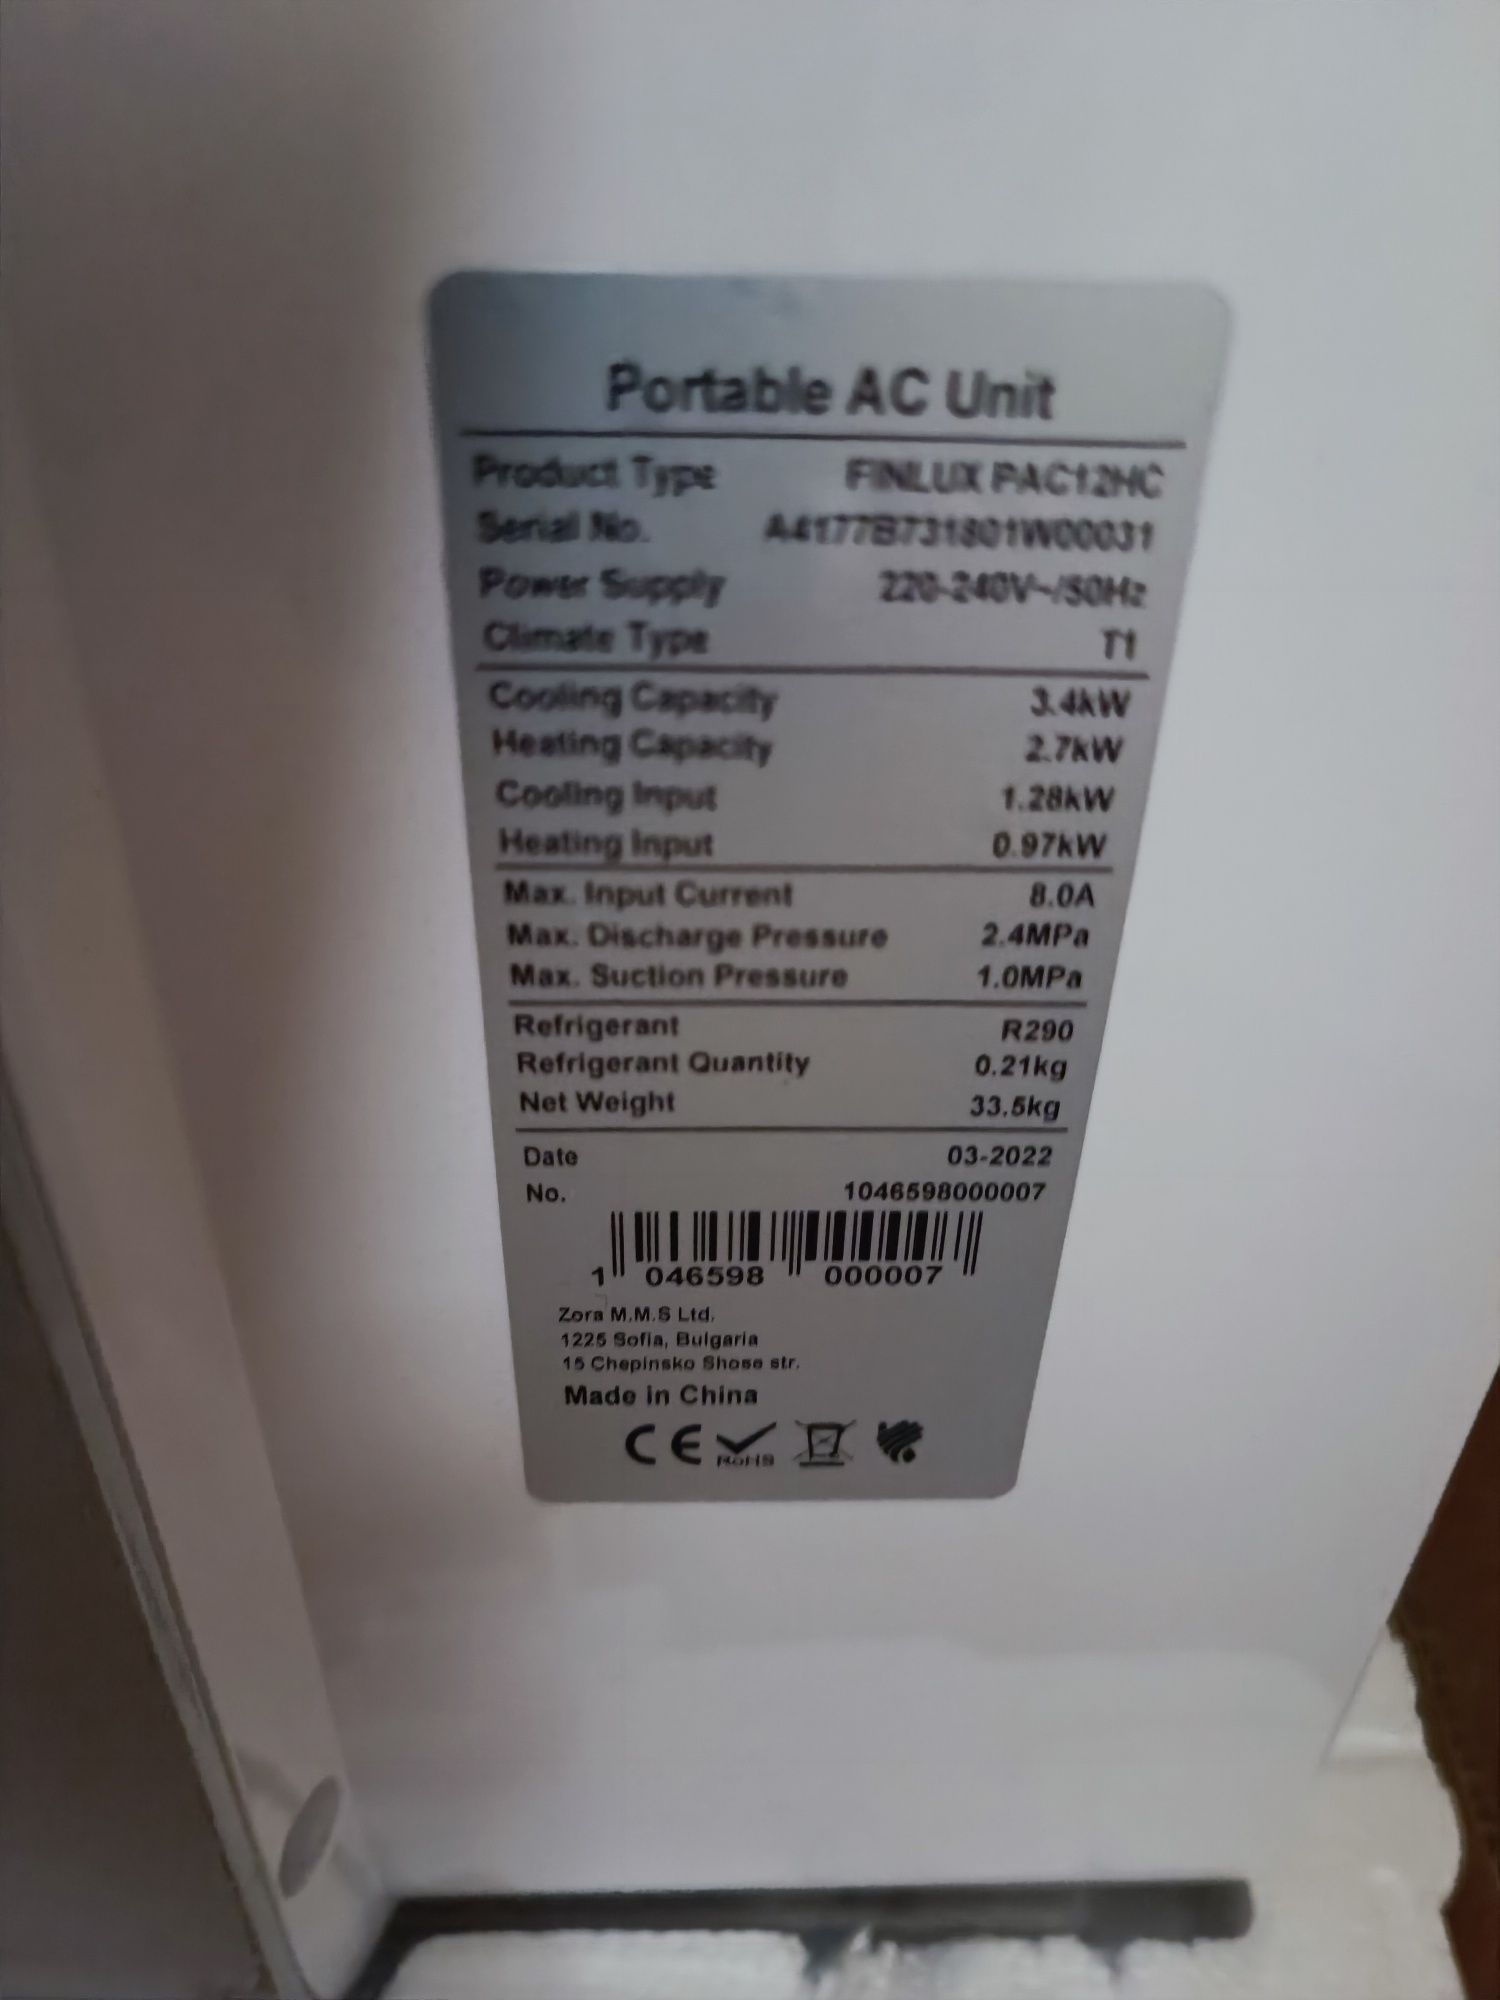 Portable AC Unit
Product Type FINLUX PAC12HC
Serial No. A4177B731801W00031
Power Supply 220-240V~/50Hz
Climate Type T1
Cooling Capacity 3.4kW
Heating Capacity 2.7kW
Cooling Input 1.28kW
Heating Input 0.97kW
Max. Input Current 8.0A
Max. Discharge Pressure 2.4MPa
Max. Suction Pressure 1.0MPa
Refrigerant R290
Refrigerant Quantity 0.21kg
Net Weight 33.5kg
Date 03-2022
No. 1046598000007
1 046598 000007
Zora M.M.S Ltd.
1225 Sofia, Bulgaria
15 Chepinsko Shose str.
Made in China
CE RoHS